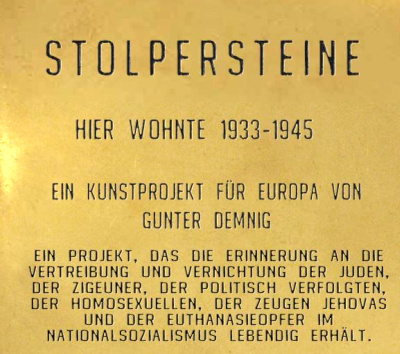 STOLPERSTEINE
HIER WOHNTE 1933-1945
EIN KUNSTPROJEKT FÜR EUROPA VON
GUNTER DEMNIG
EIN PROJEKT, DAS DIE ERINNERUNG AN DIE
VERTREIBUNG UND VERNICHTUNG DER JUDEN,
DER ZIGEUNER, DER POLITISCH VERFOLGTEN,
DER HOMOSEXUELLEN, DER ZEUGEN JEHOVAS
UND DER EUTHANASIEOPFER IM
NATIONALSOZIALISMUS LEBENDIG ERHÄLT.